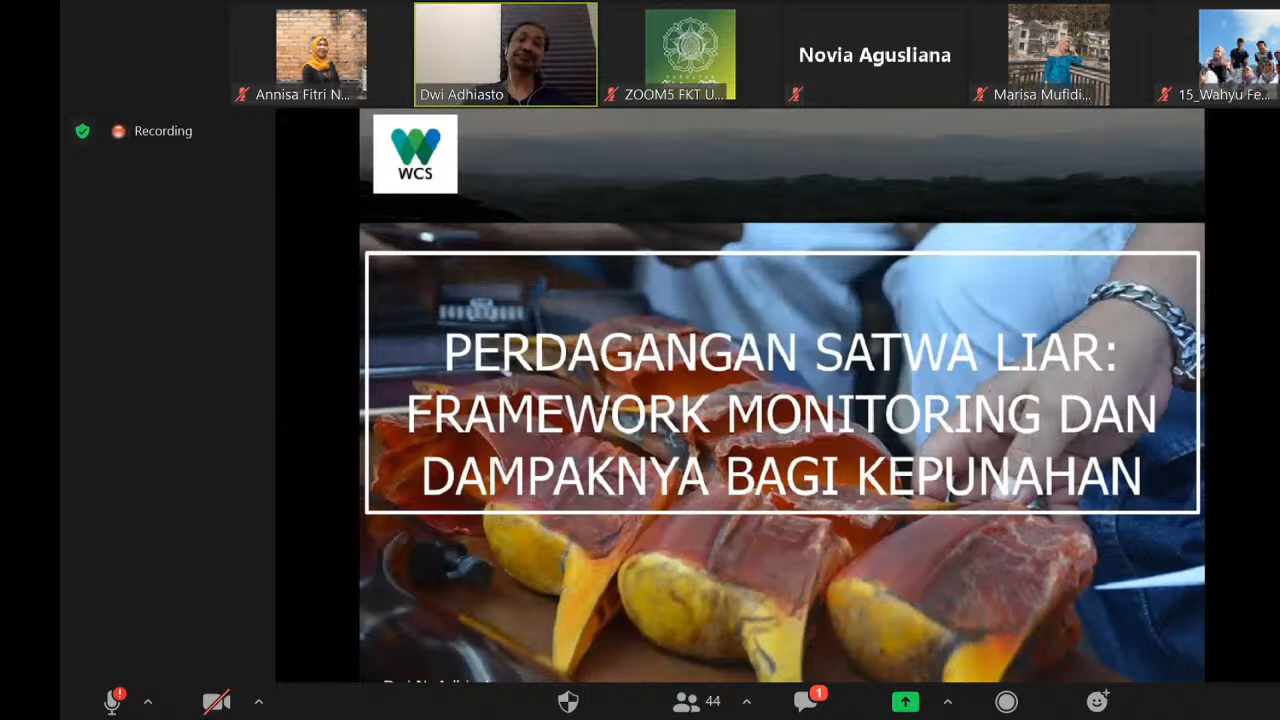 Annisa Fitri N...
Dwi Adhiasto
ZOOM5 FKT U...
Novia Agusliana
Marisa Mufidi...
15_Wahyu Fe...
Recording
WCS
PERDAGANGAN SATWA LIAR:
FRAMEWORK MONITORING DAN
DAMPAKNYA BAGI KEPUNAHAN
44
1